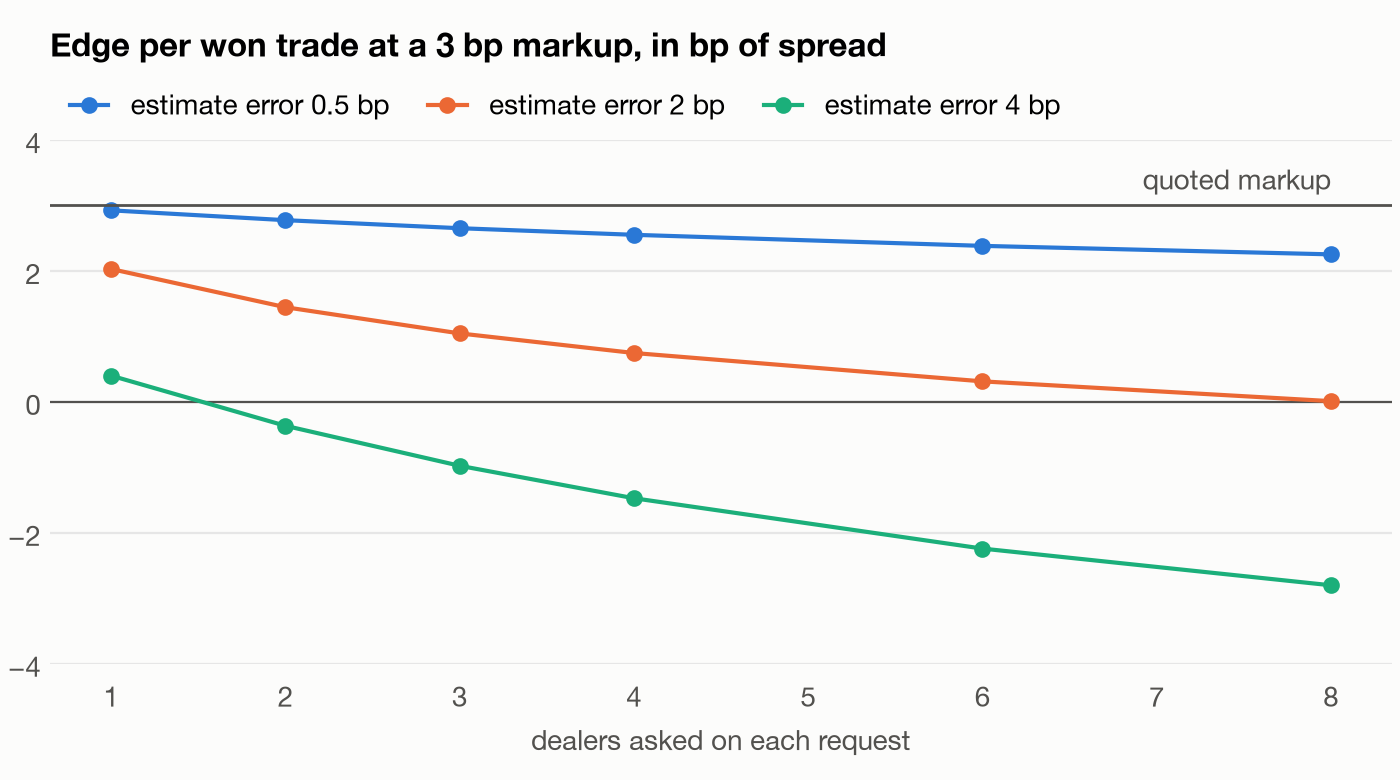 Edge per won trade at a 3 bp markup, in bp of spread
estimate error 0.5 bp estimate error 2 bp estimate error 4 bp
4
quoted markup
2
0
−2
−4
1 2 3 4 5 6 7 8
dealers asked on each request